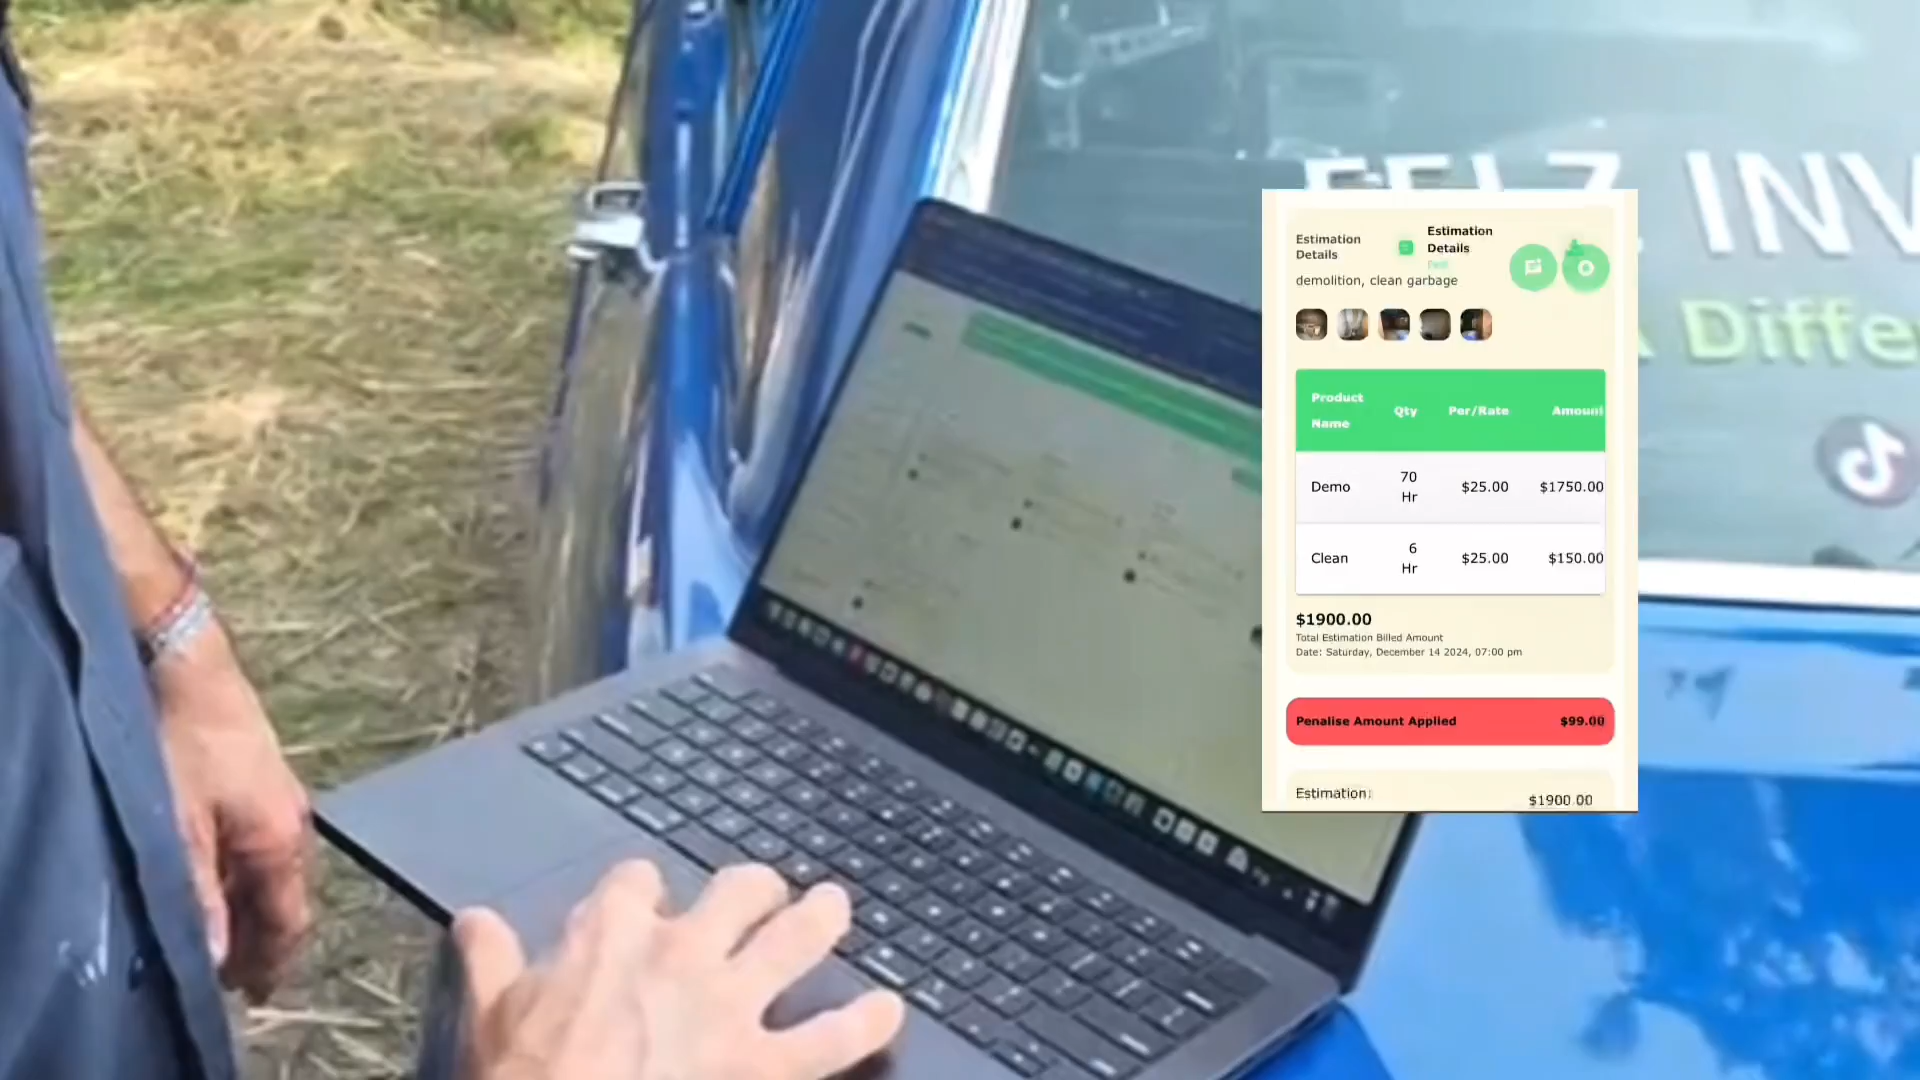 INV
Diffe
Estimation
Details
Estimation
Details
demolition, clean garbage
Product Name Qty Per/Rate Amount
Demo 70 Hr $25.00 $1750.00
Clean 6 Hr $25.00 $150.00
$1900.00
Total Estimation Billed Amount
Date: Saturday, December 14 2024, 07:00 pm
Penalise Amount Applied $99.00
Estimation: $1900.00